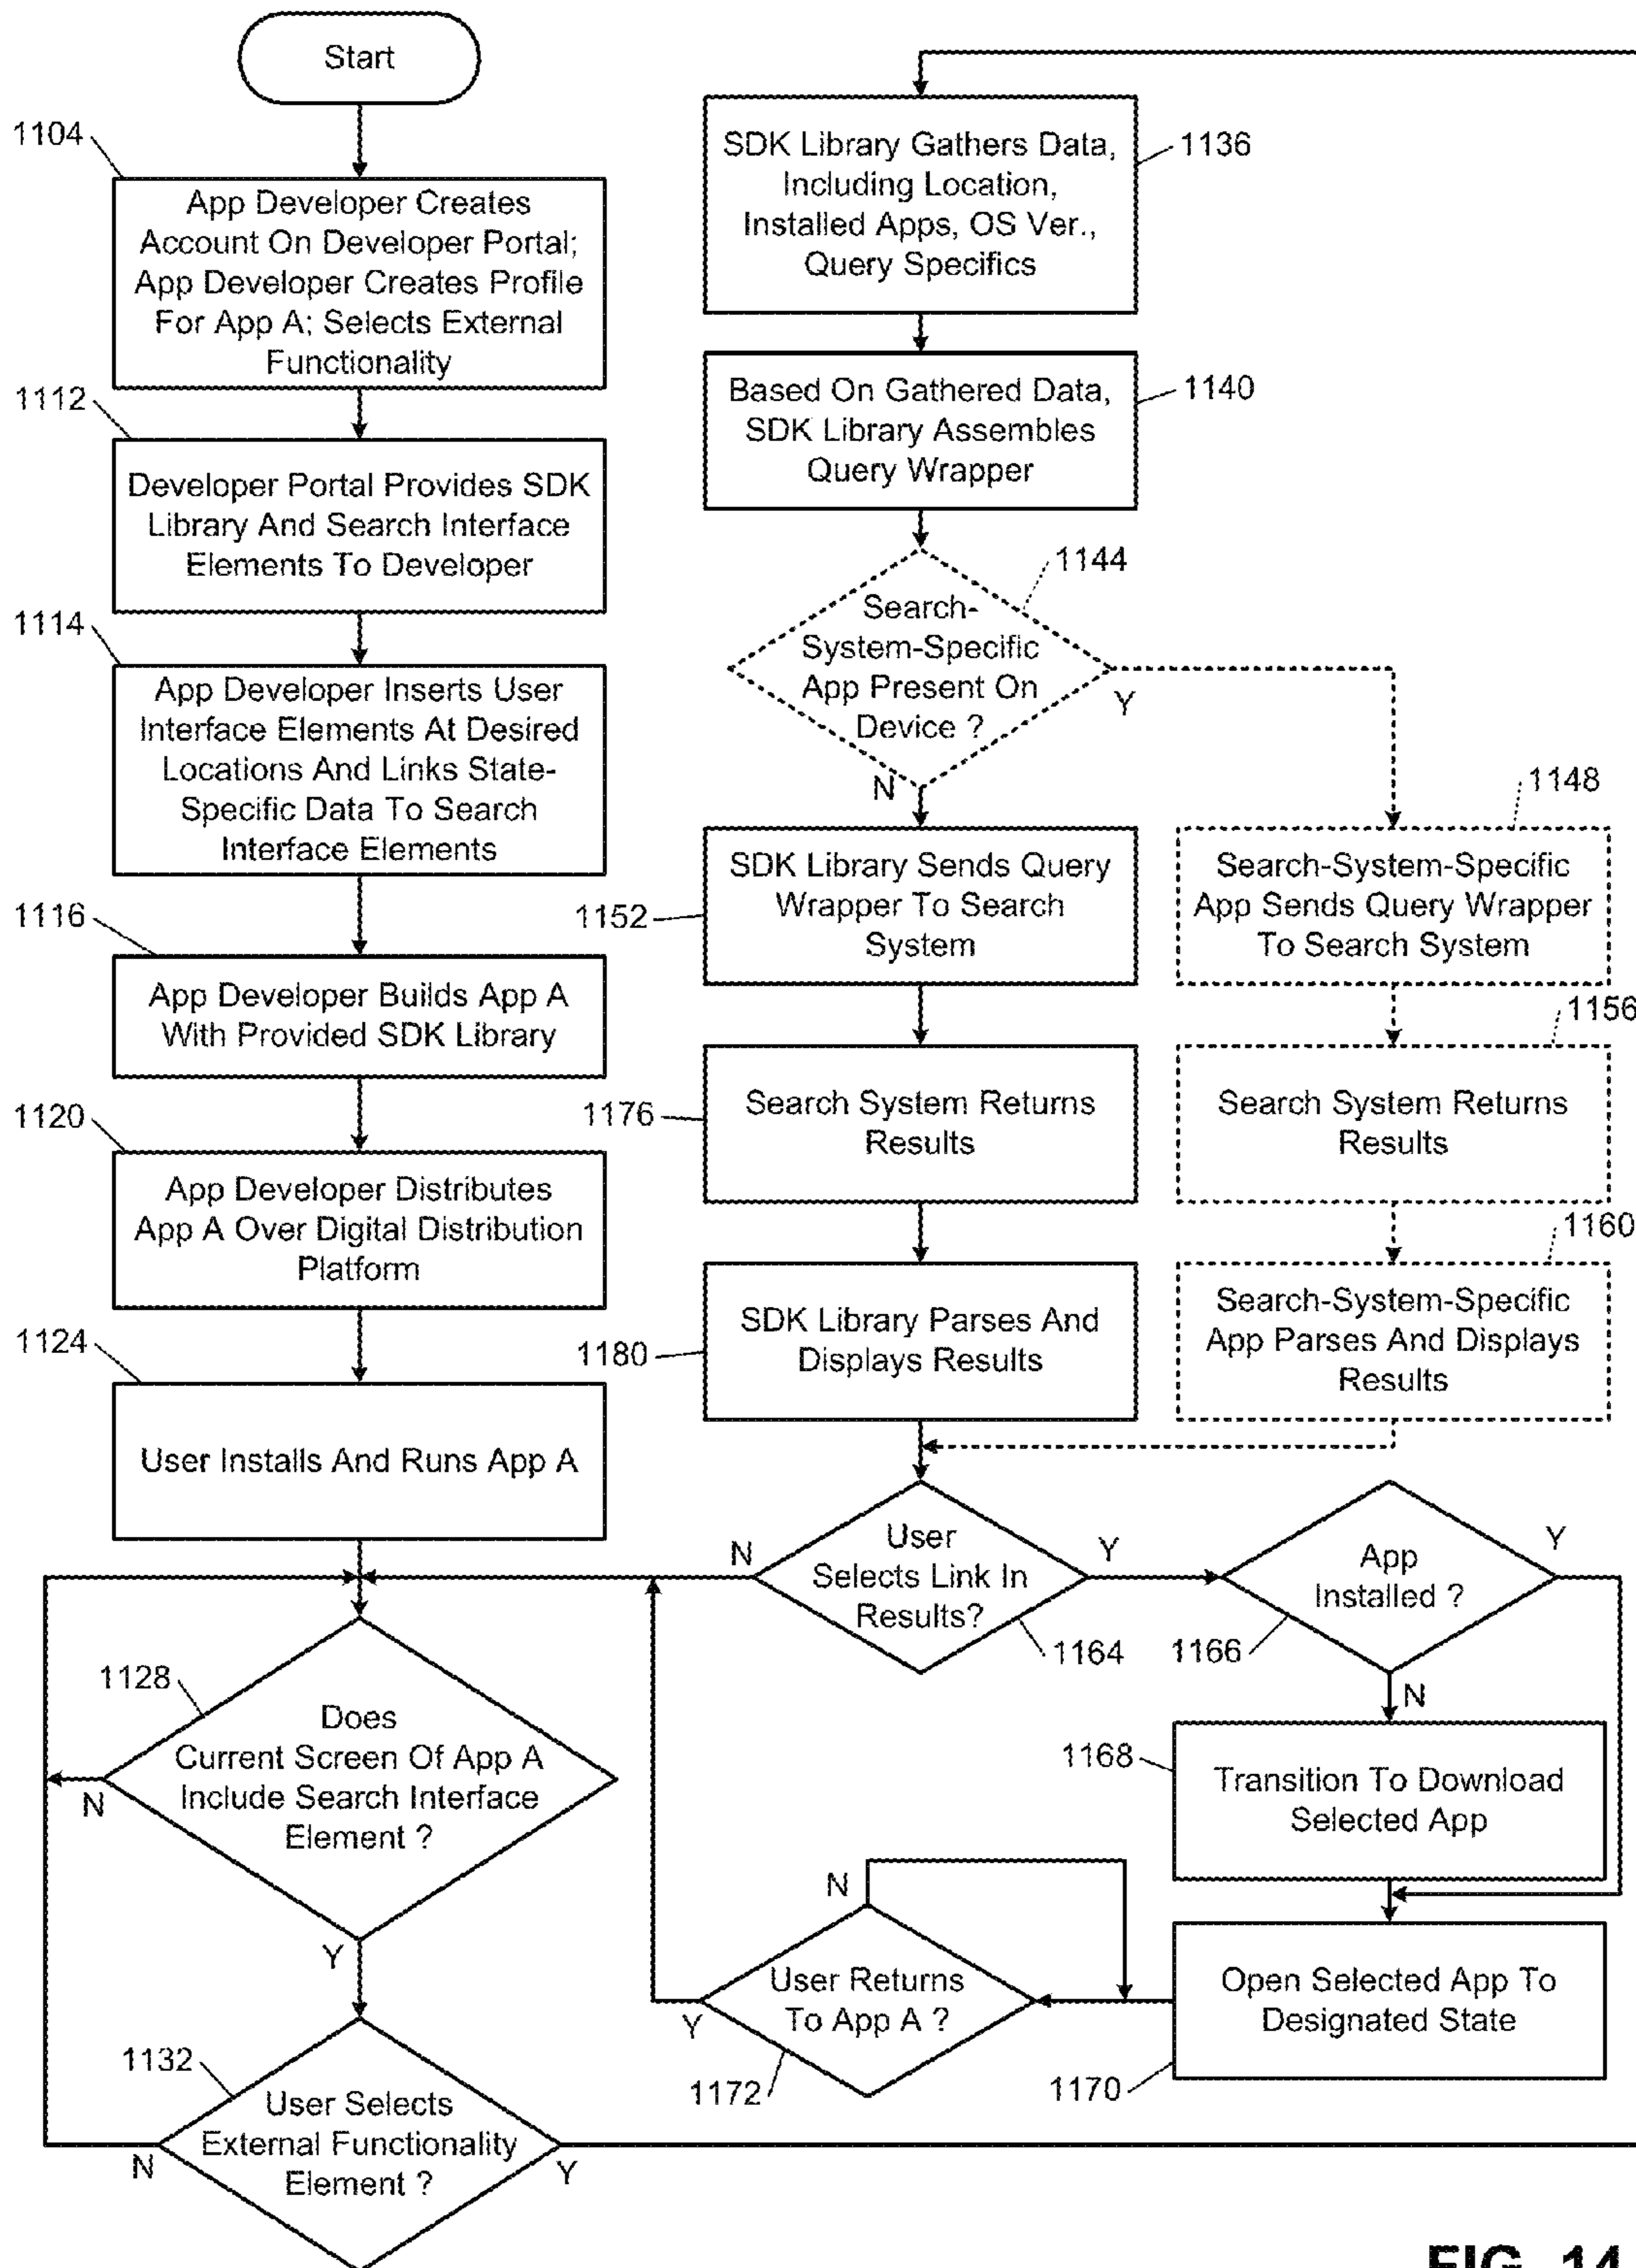 Start
1104
App Developer Creates
Account On Developer Portal;
App Developer Creates Profile
For App A; Selects External
Functionality
1112
Developer Portal Provides SDK
Library And Search Interface
Elements To Developer
1114
App Developer Inserts User
Interface Elements At Desired
Locations And Links State-
Specific Data To Search
Interface Elements
1116
App Developer Builds App A
With Provided SDK Library
1120
App Developer Distributes
App A Over Digital Distribution
Platform
1124
User Installs And Runs App A
1128
Does
Current Screen Of App A
Include Search Interface
Element ?
N
Y
1132
User Selects
External Functionality
Element ?
N
Y
1136
SDK Library Gathers Data,
Including Location,
Installed Apps, OS Ver.,
Query Specifics
1140
Based On Gathered Data,
SDK Library Assembles
Query Wrapper
1144
Search-
System-Specific
App Present On
Device ?
Y
N
1148
Search-System-Specific
App Sends Query Wrapper
To Search System
1152
SDK Library Sends Query
Wrapper To Search
System
1156
Search System Returns
Results
1176
Search System Returns
Results
1160
Search-System-Specific
App Parses And Displays
Results
1180
SDK Library Parses And
Displays Results
N
User
Selects Link In
Results?
Y
1164
App
Installed ?
Y
1166
N
1168
Transition To Download
Selected App
Open Selected App To
Designated State
1170
N
User Returns
To App A ?
Y
1172
FIG. 14